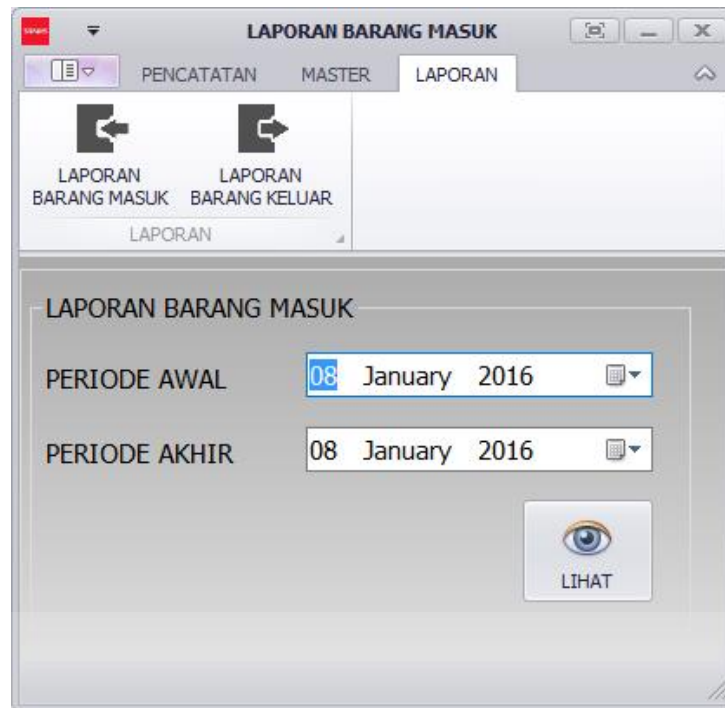 LAPORAN BARANG MASUK
PENCATATAN MASTER LAPORAN
LAPORAN
BARANG MASUK
LAPORAN
BARANG KELUAR
LAPORAN
LAPORAN BARANG MASUK
PERIODE AWAL 08 January 2016
PERIODE AKHIR 08 January 2016
LIHAT